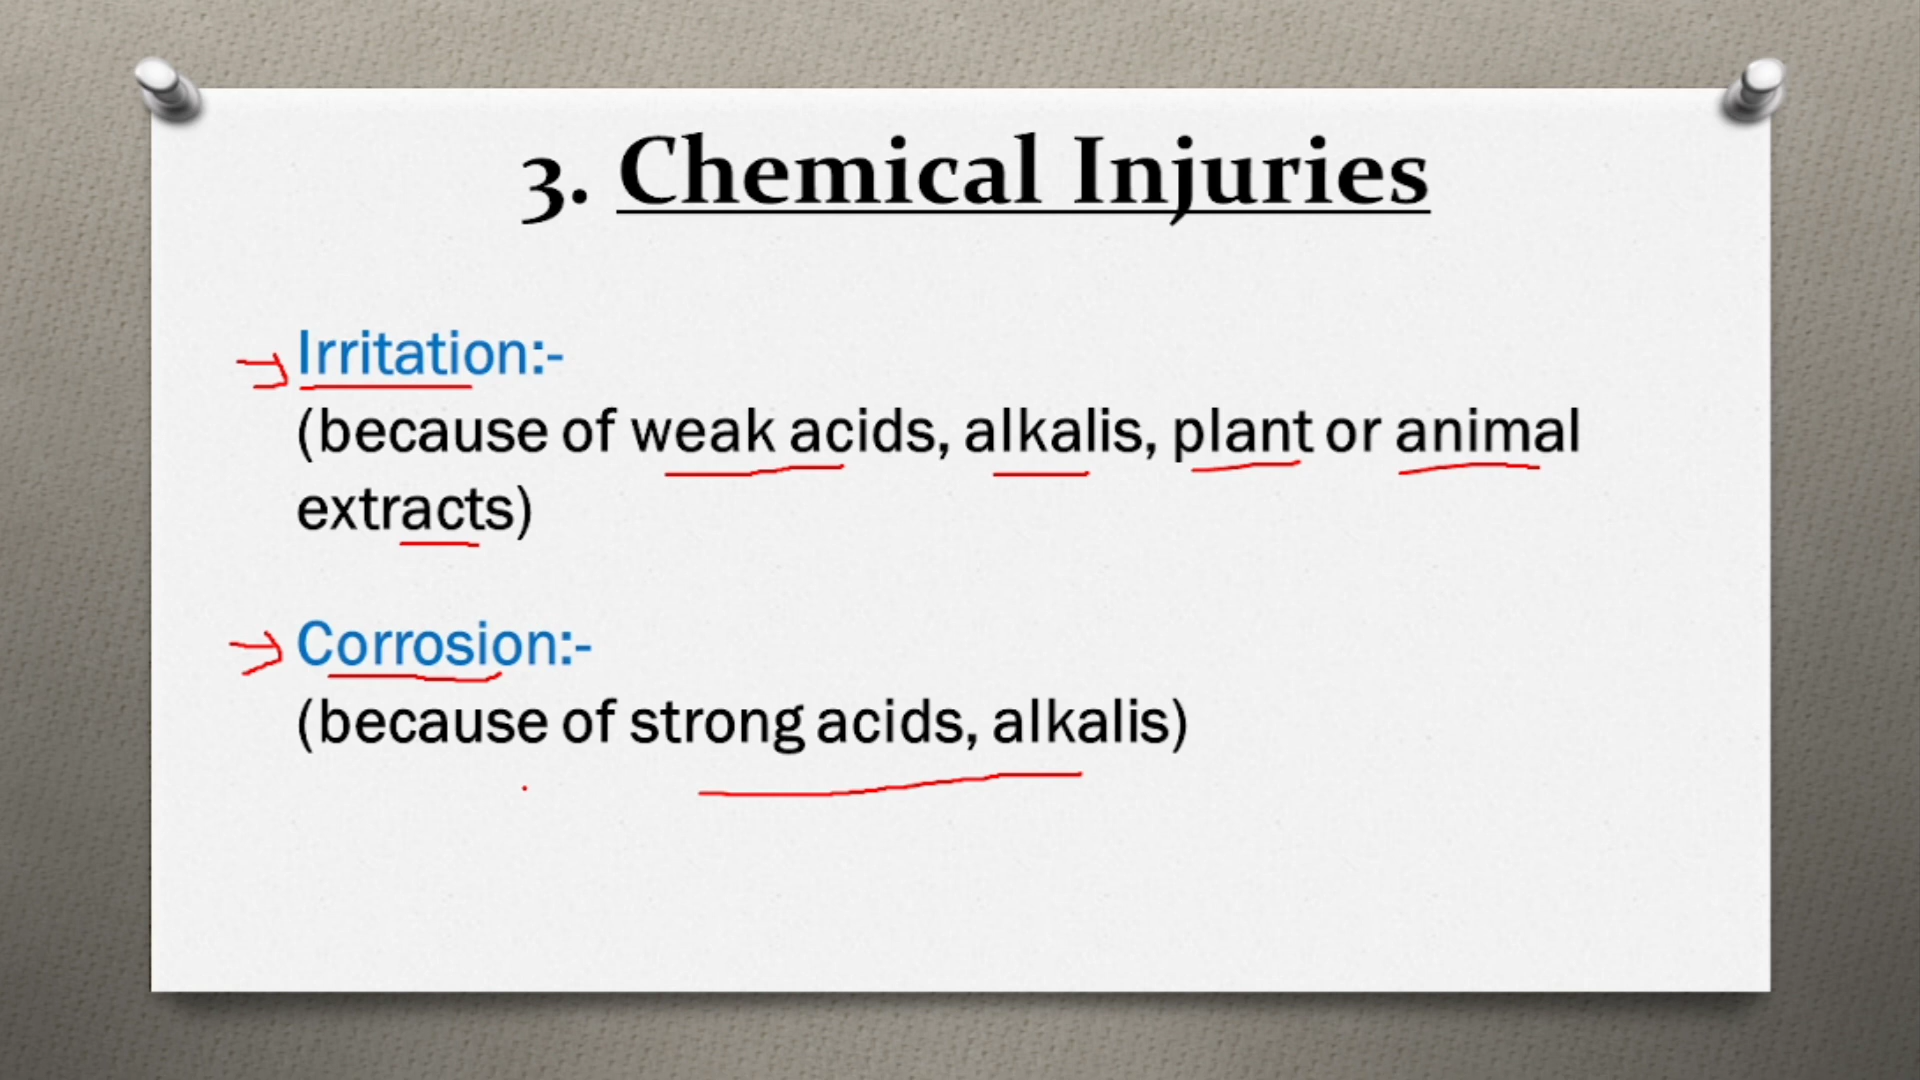 3. Chemical Injuries
Irritation:-
(because of weak acids, alkalis, plant or animal
extracts)
Corrosion:-
(because of strong acids, alkalis)